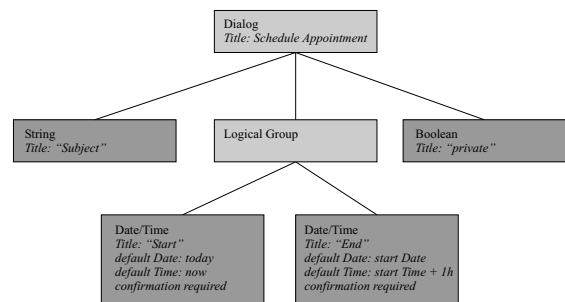 Dialog
Title: Schedule Appointment
String
Title: “Subject”
Logical Group
Boolean
Title: “private”
Date/Time
Title: “Start”
default Date: today
default Time: now
confirmation required
Date/Time
Title: “End”
default Date: start Date
default Time: start Time + 1h
confirmation required